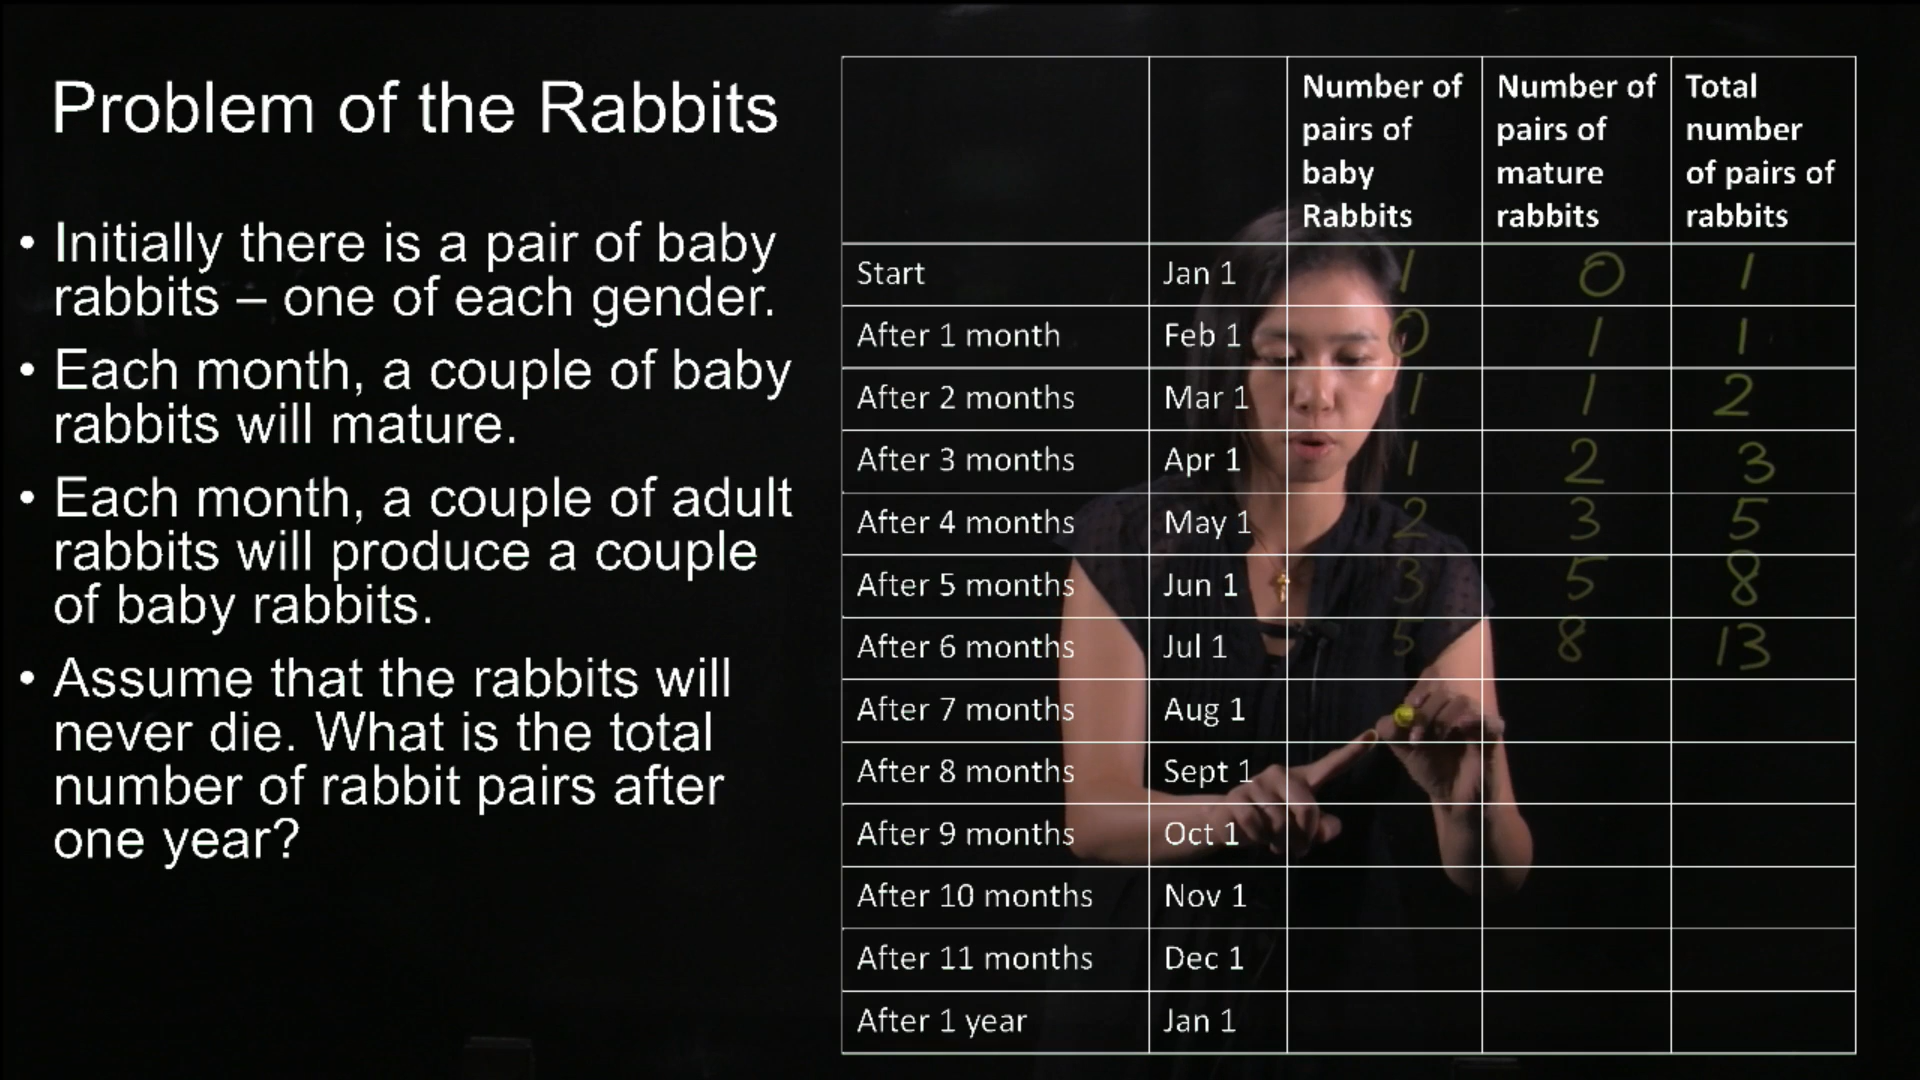 Problem of the Rabbits
• Initially there is a pair of baby
rabbits – one of each gender.
• Each month, a couple of baby
rabbits will mature.
• Each month, a couple of adult
rabbits will produce a couple
of baby rabbits.
• Assume that the rabbits will
never die. What is the total
number of rabbit pairs after
one year?
Number of pairs of baby Rabbits Number of pairs of mature rabbits Total number of pairs of rabbits
Start Jan 1 1 0 1
After 1 month Feb 1 0 1 1
After 2 months Mar 1 1 1 2
After 3 months Apr 1 1 2 3
After 4 months May 1 2 3 5
After 5 months Jun 1 3 5 8
After 6 months Jul 1 5 8 13
After 7 months Aug 1
After 8 months Sept 1
After 9 months Oct 1
After 10 months Nov 1
After 11 months Dec 1
After 1 year Jan 1